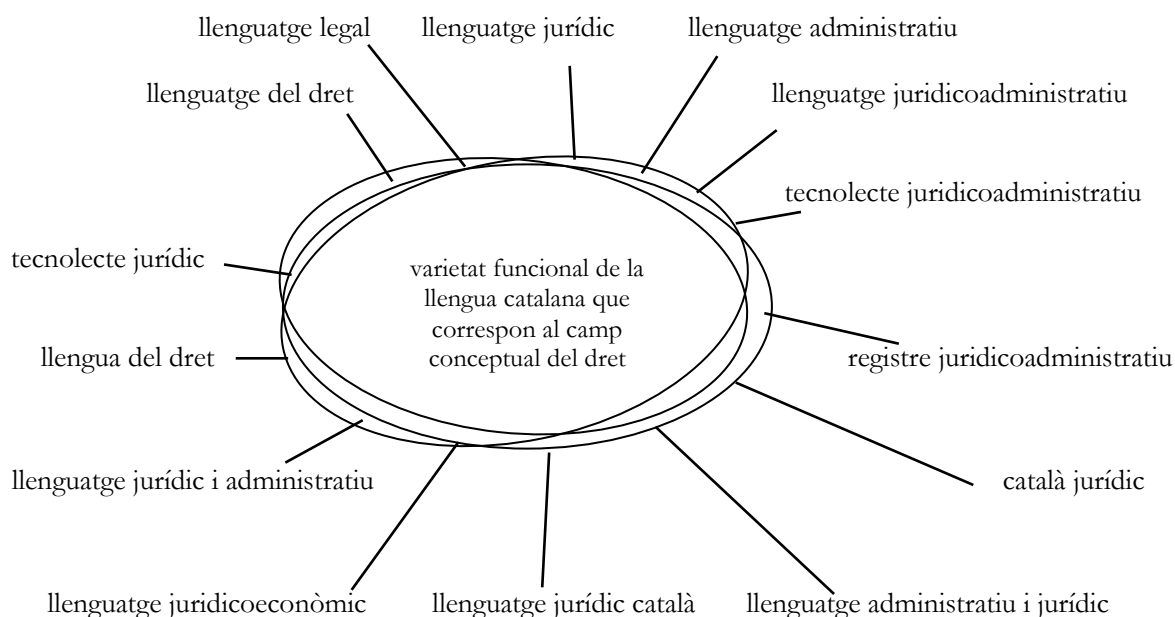 llenguatge legal
llenguatge jurídic
llenguatge administratiu
llenguatge del dret
llenguatge juridicoadministratiu
tecnolecte juridicoadministratiu
tecnolecte jurídic
varietat funcional de la
llengua catalana que
correspon al camp
conceptual del dret
llengua del dret
registre juridicoadministratiu
llenguatge jurídic i administratiu
català jurídic
llenguatge juridicoeconòmic
llenguatge jurídic català
llenguatge administratiu i jurídic